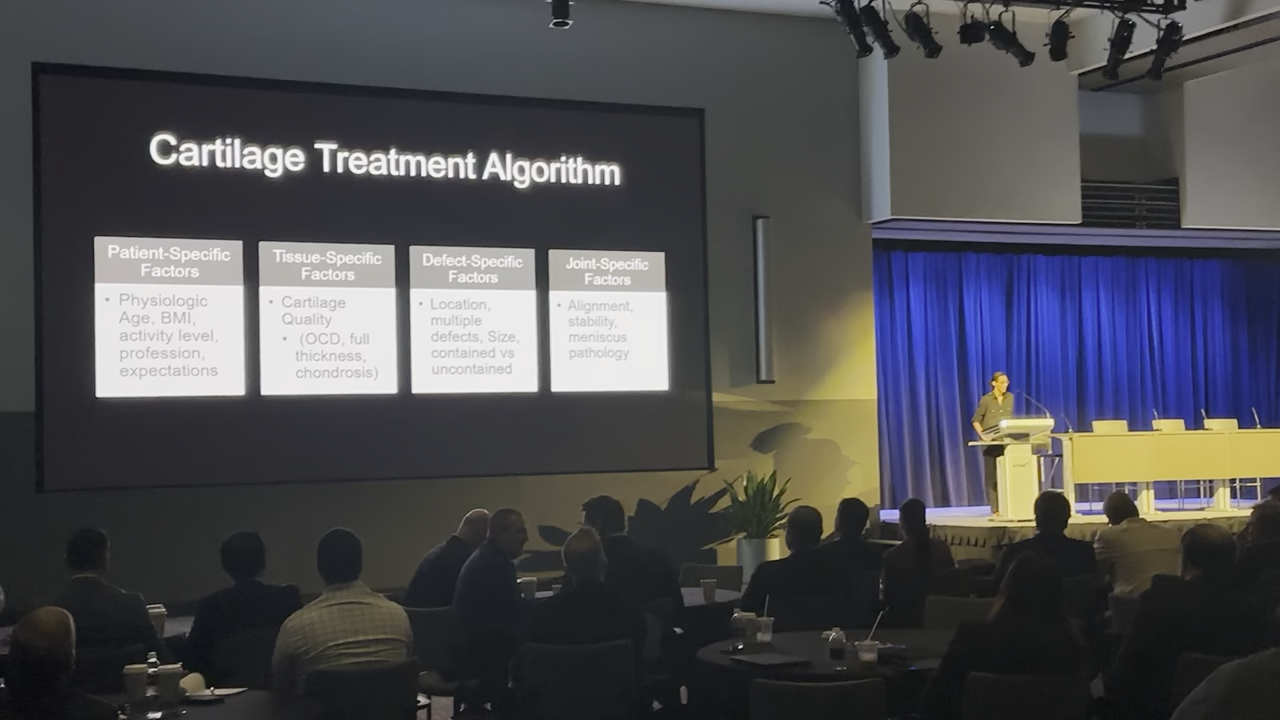 Cartilage Treatment Algorithm
Patient-Specific
Factors
• Physiologic
Age, BMI,
activity level,
profession,
expectations
Tissue-Specific
Factors
• Cartilage
Quality
• (OCD, full
thickness,
chondrosis)
Defect-Specific
Factors
• Location,
multiple
defects, Size,
contained vs
uncontained
Joint-Specific
Factors
• Alignment,
stability,
meniscus
pathology